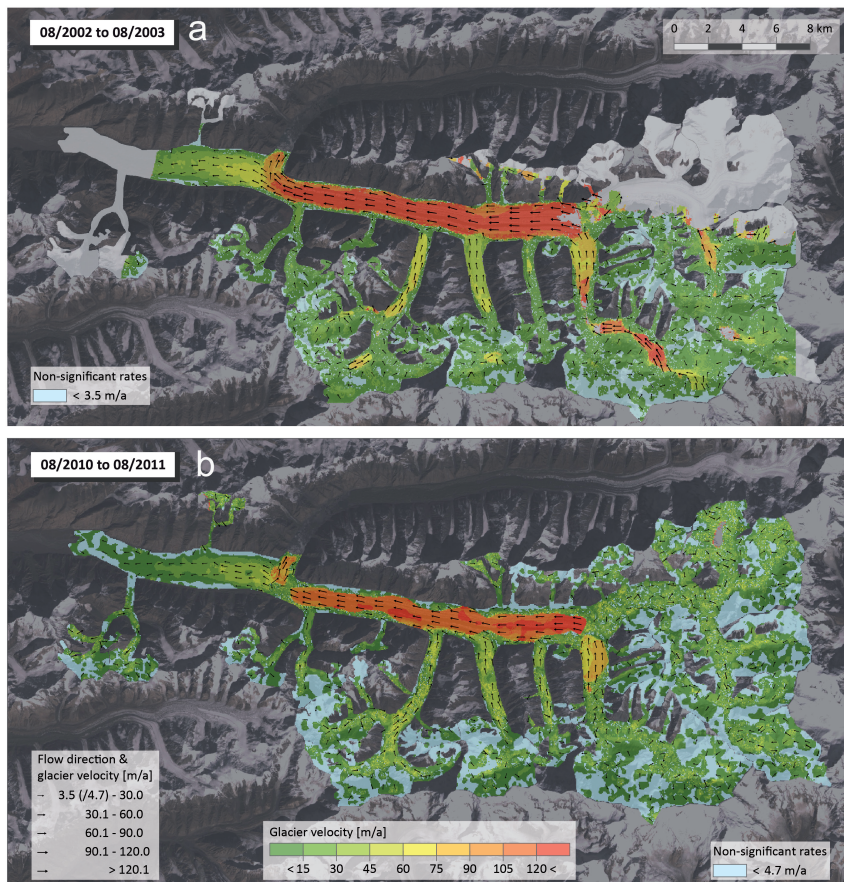 08/2002 to 08/2003
a
0 2 4 6 8 km
Non-significant rates
< 3.5 m/a
08/2010 to 08/2011
b
Flow direction &
glacier velocity [m/a]
3.5 (/4.7) - 30.0
30.1 - 60.0
60.1 - 90.0
90.1 - 120.0
> 120.1
Glacier velocity [m/a]
< 15 30 45 60 75 90 105 120 <
Non-significant rates
< 4.7 m/a